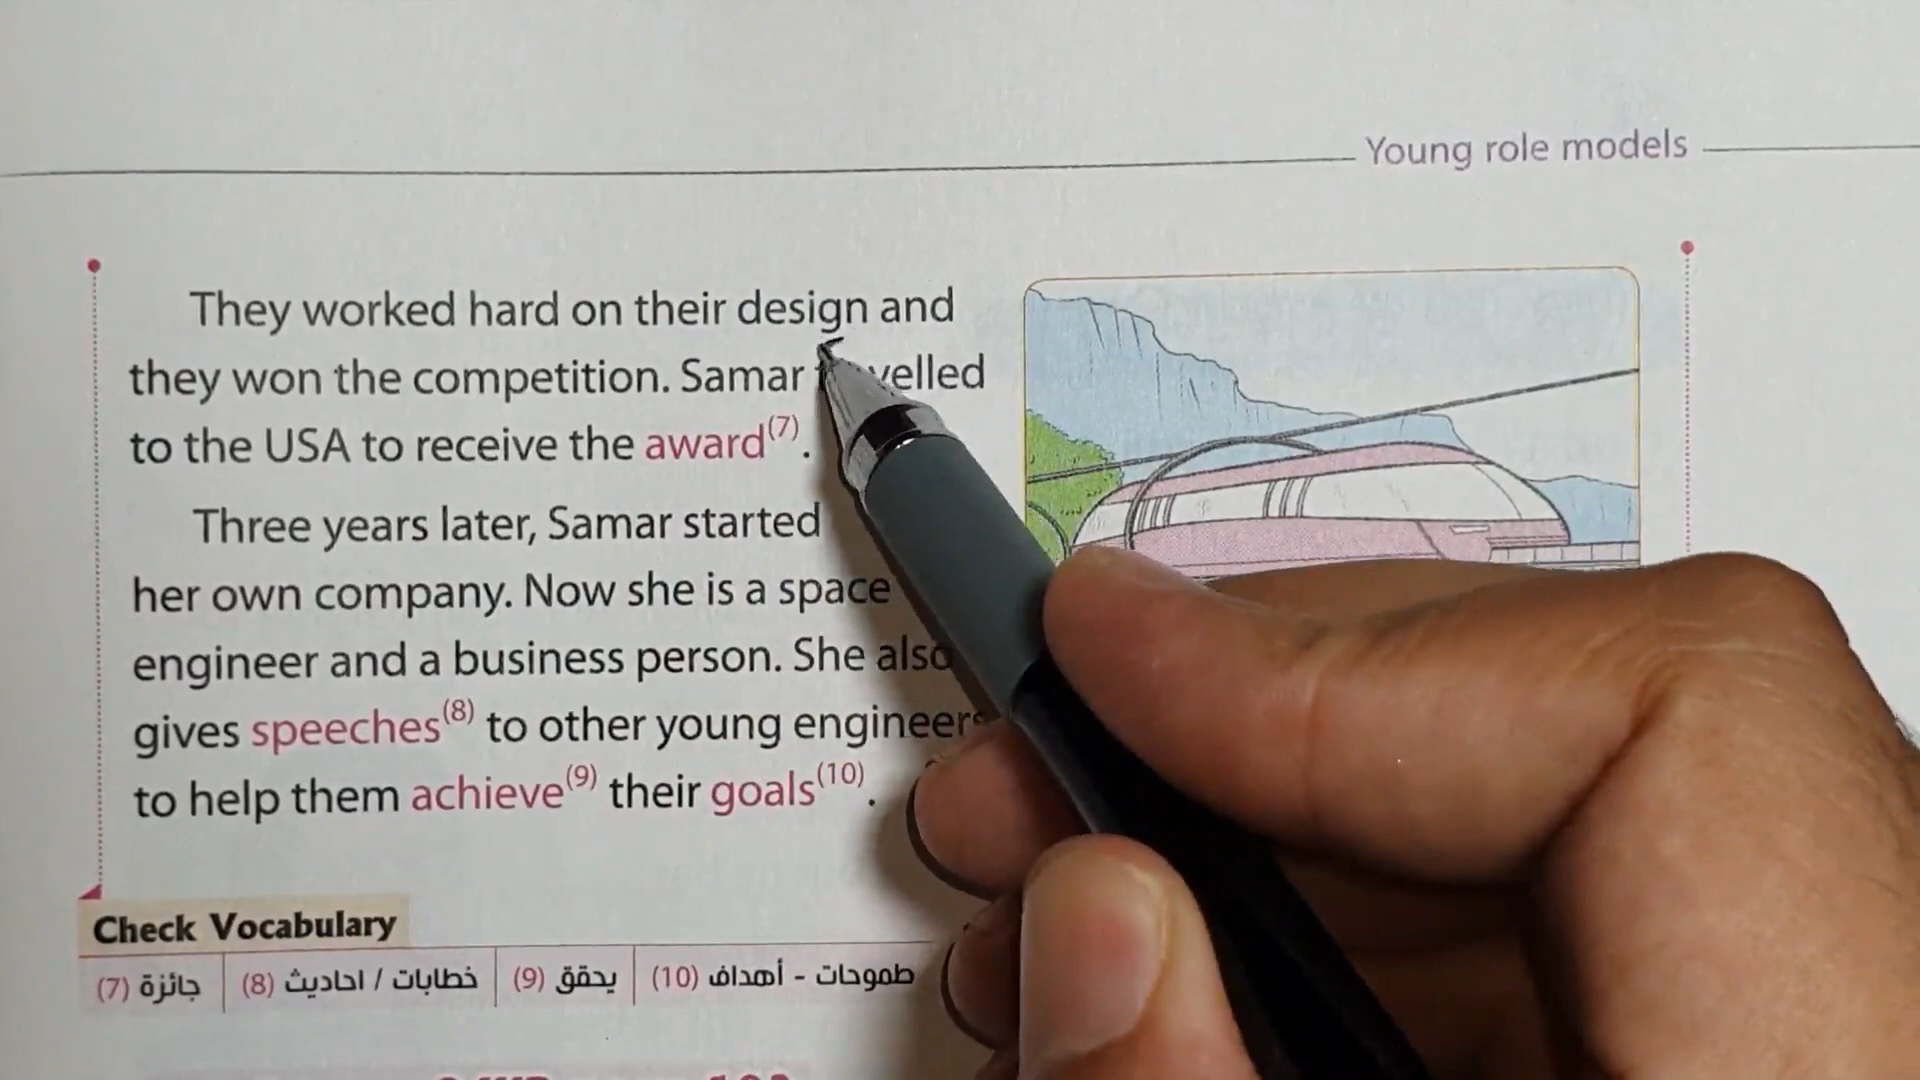 Young role models
They worked hard on their design and
they won the competition. Samar
to the USA to receive the award(7).
Three years later, Samar started
her own company. Now she is a space
engineer and a business person. She also
gives speeches(8) to other young engineers
to help them achieve(9) their goals(10).
Check Vocabulary
(7) جائزة (8) خطابات / احاديث (9) يحقق (10) طموحات - أهداف